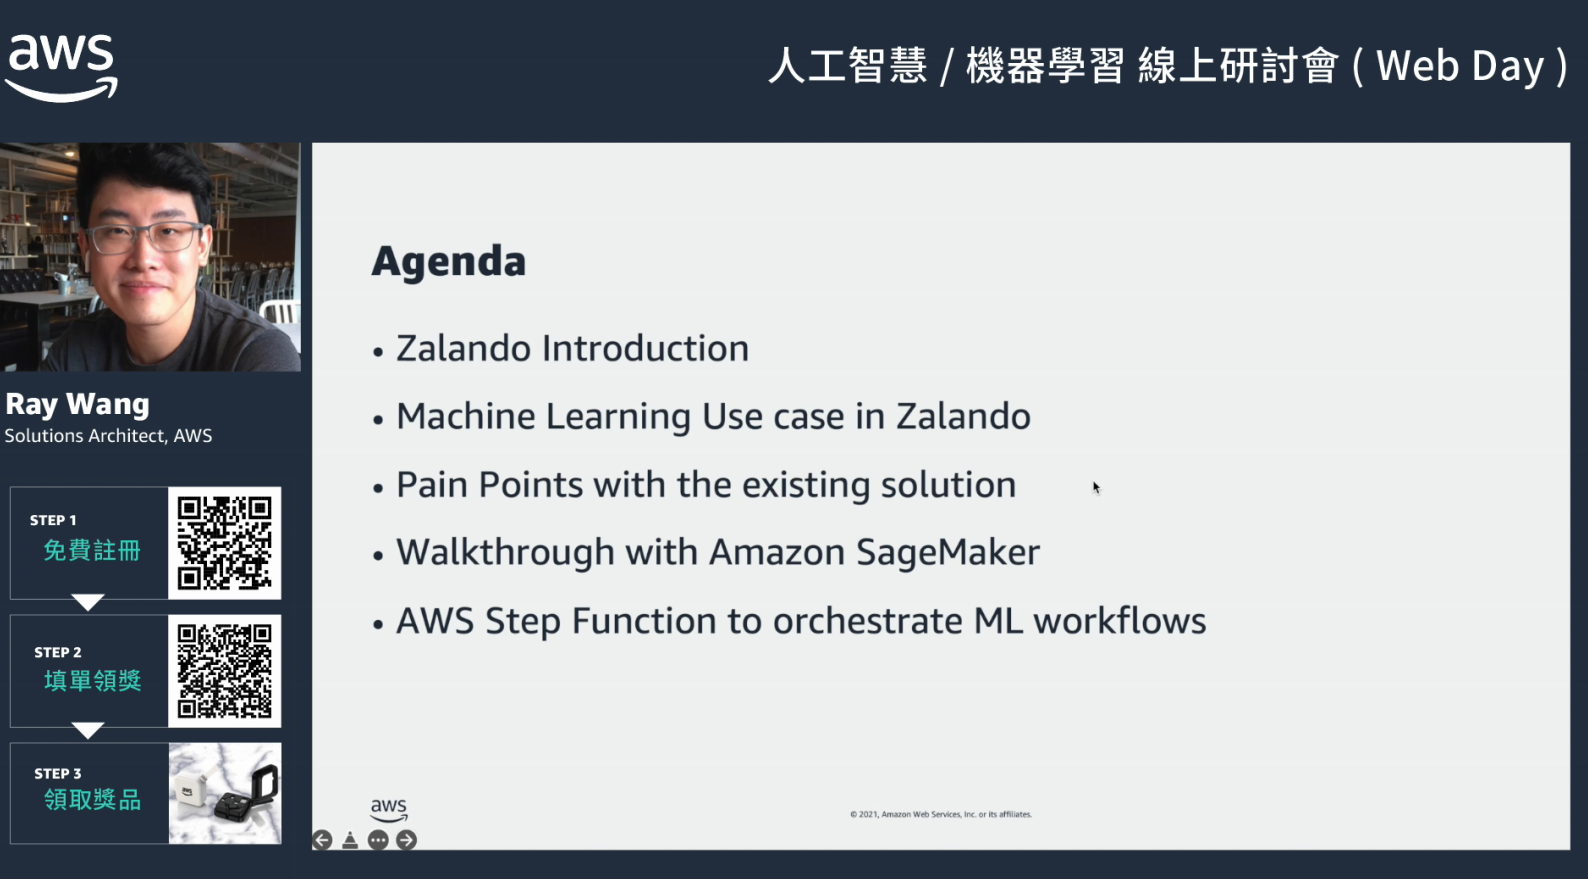 aws
人工智慧 / 機器學習 線上研討會 ( Web Day )
Ray Wang
Solutions Architect, AWS
STEP 1
免費註冊
STEP 2
填單領獎
STEP 3
領取獎品
aws
Agenda
• Zalando Introduction
• Machine Learning Use case in Zalando
• Pain Points with the existing solution
• Walkthrough with Amazon SageMaker
• AWS Step Function to orchestrate ML workflows
aws
© 2021, Amazon Web Services, Inc. or its affiliates.